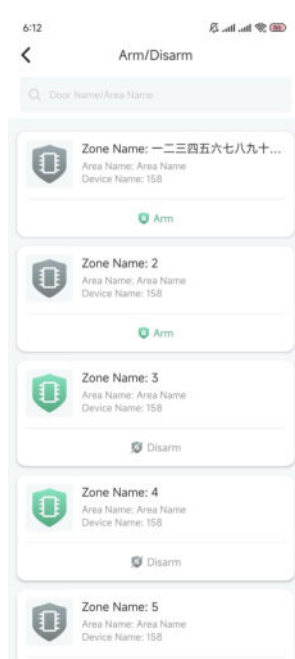 6:12
Arm/Disarm
Door Name/Area Name
Zone Name: 一二三四五六七八九十...
Area Name: Area Name
Device Name: 158
Arm
Zone Name: 2
Area Name: Area Name
Device Name: 158
Arm
Zone Name: 3
Area Name: Area Name
Device Name: 158
Disarm
Zone Name: 4
Area Name: Area Name
Device Name: 158
Disarm
Zone Name: 5
Area Name: Area Name
Device Name: 158